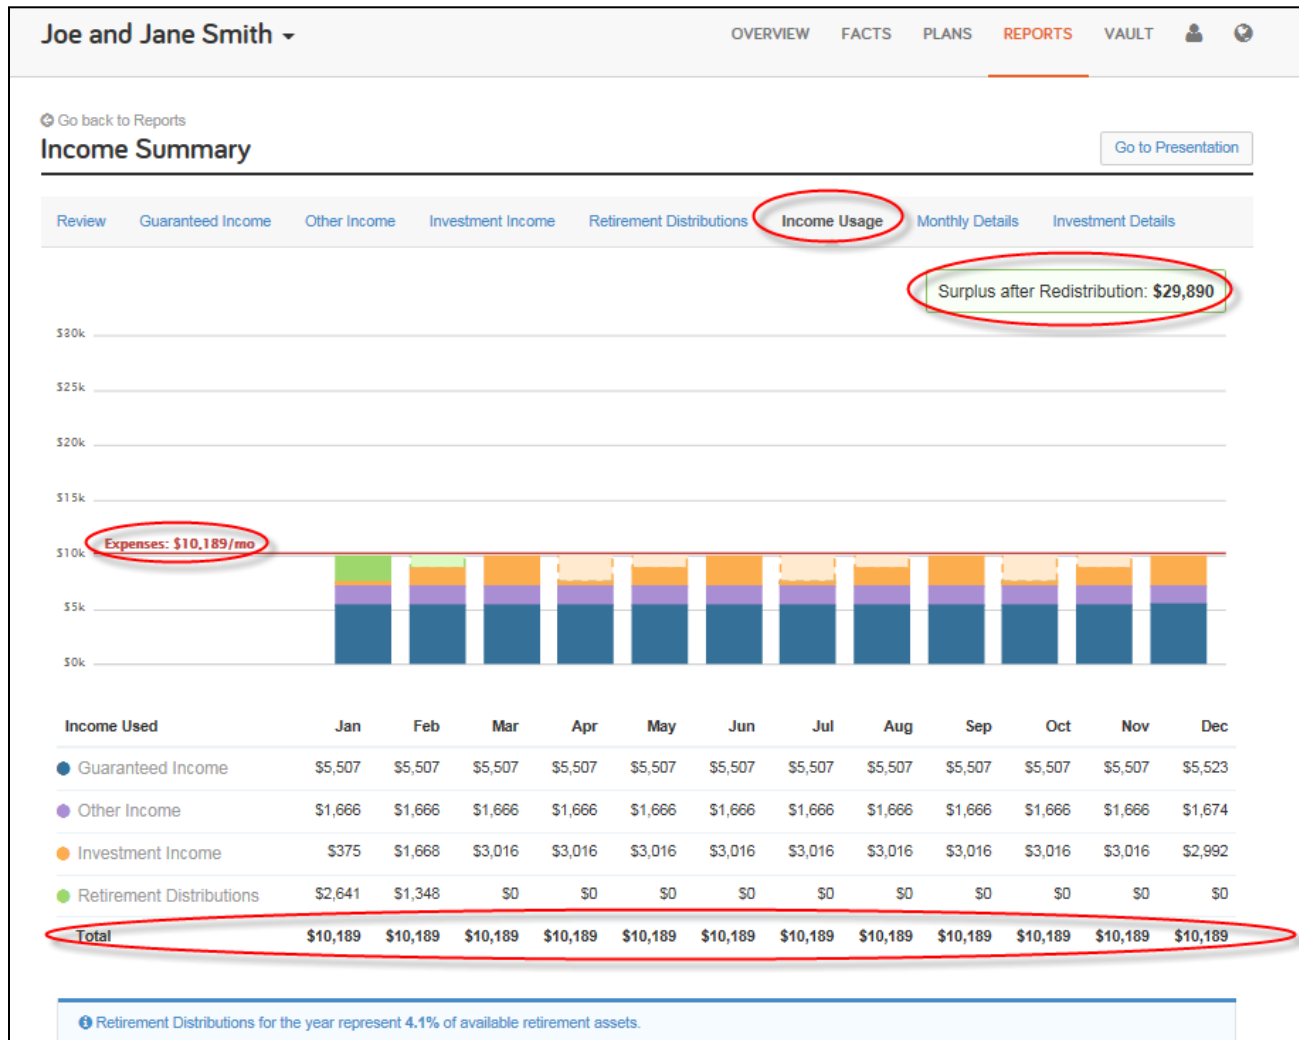 Joe and Jane Smith
OVERVIEW FACTS PLANS REPORTS VAULT
Go back to Reports
Income Summary
Go to Presentation
Review Guaranteed Income Other Income Investment Income Retirement Distributions Income Usage Monthly Details Investment Details
Surplus after Redistribution: $29,890
$30k
$25k
$20k
$15k
Expenses: $10,189/mo
$10k
$5k
$0k
Income Used Jan Feb Mar Apr May Jun Jul Aug Sep Oct Nov Dec
Guaranteed Income $5,507 $5,507 $5,507 $5,507 $5,507 $5,507 $5,507 $5,507 $5,507 $5,507 $5,507 $5,523
Other Income $1,666 $1,666 $1,666 $1,666 $1,666 $1,666 $1,666 $1,666 $1,666 $1,666 $1,666 $1,674
Investment Income $375 $1,668 $3,016 $3,016 $3,016 $3,016 $3,016 $3,016 $3,016 $3,016 $3,016 $2,992
Retirement Distributions $2,641 $1,348 $0 $0 $0 $0 $0 $0 $0 $0 $0 $0
Total $10,189 $10,189 $10,189 $10,189 $10,189 $10,189 $10,189 $10,189 $10,189 $10,189 $10,189 $10,189
Retirement Distributions for the year represent 4.1% of available retirement assets.